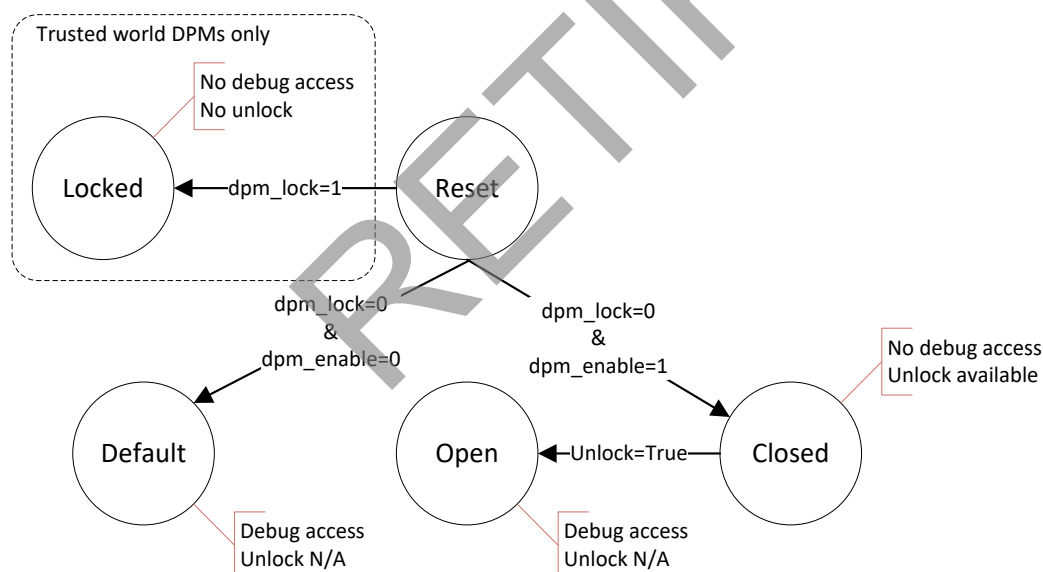 Trusted world DPMs only
No debug access
No unlock
Locked
dpm_lock=1
Reset
dpm_lock=0
&
dpm_enable=0
dpm_lock=0
&
dpm_enable=1
No debug access
Unlock available
Default
Open
Unlock=True
Closed
Debug access
Unlock N/A
Debug access
Unlock N/A
RETI